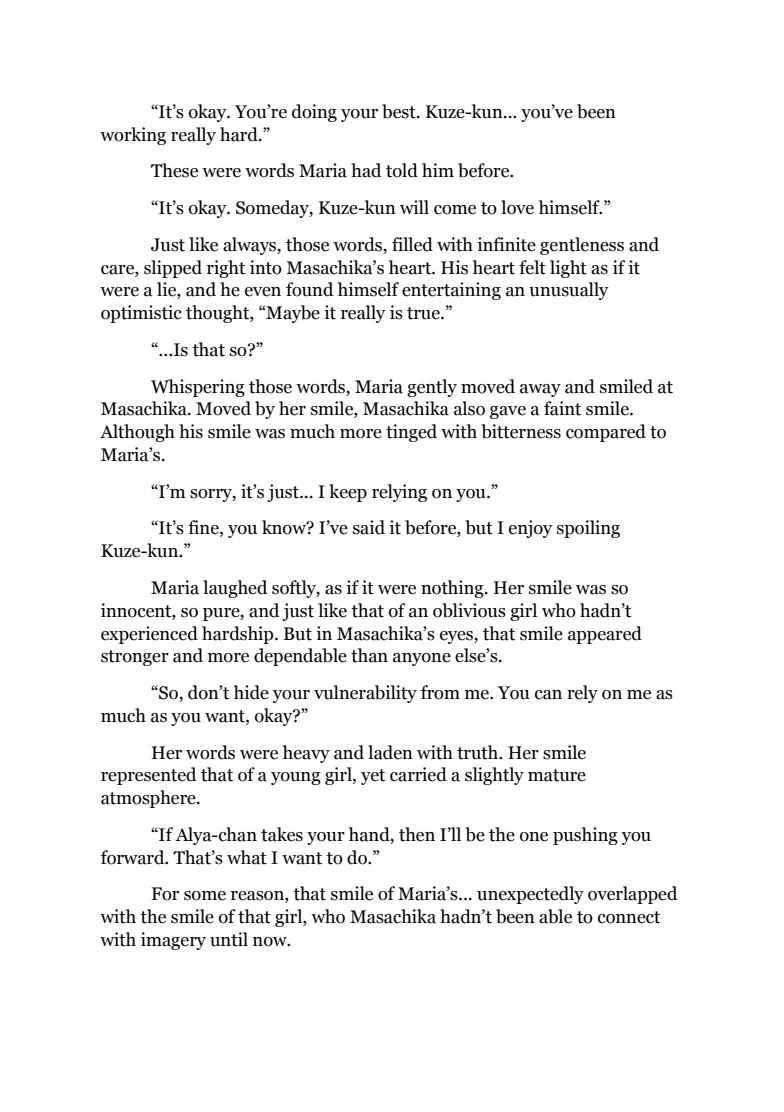 “It’s okay. You’re doing your best. Kuze-kun... you’ve been
working really hard.”
These were words Maria had told him before.
“It’s okay. Someday, Kuze-kun will come to love himself.”
Just like always, those words, filled with infinite gentleness and
care, slipped right into Masachika’s heart. His heart felt light as if it
were a lie, and he even found himself entertaining an unusually
optimistic thought, “Maybe it really is true.”
“...Is that so?”
Whispering those words, Maria gently moved away and smiled at
Masachika. Moved by her smile, Masachika also gave a faint smile.
Although his smile was much more tinged with bitterness compared to
Maria’s.
“I’m sorry, it’s just... I keep relying on you.”
“It’s fine, you know? I’ve said it before, but I enjoy spoiling
Kuze-kun.”
Maria laughed softly, as if it were nothing. Her smile was so
innocent, so pure, and just like that of an oblivious girl who hadn’t
experienced hardship. But in Masachika’s eyes, that smile appeared
stronger and more dependable than anyone else’s.
“So, don’t hide your vulnerability from me. You can rely on me as
much as you want, okay?”
Her words were heavy and laden with truth. Her smile
represented that of a young girl, yet carried a slightly mature
atmosphere.
“If Alya-chan takes your hand, then I’ll be the one pushing you
forward. That’s what I want to do.”
For some reason, that smile of Maria’s... unexpectedly overlapped
with the smile of that girl, who Masachika hadn’t been able to connect
with imagery until now.